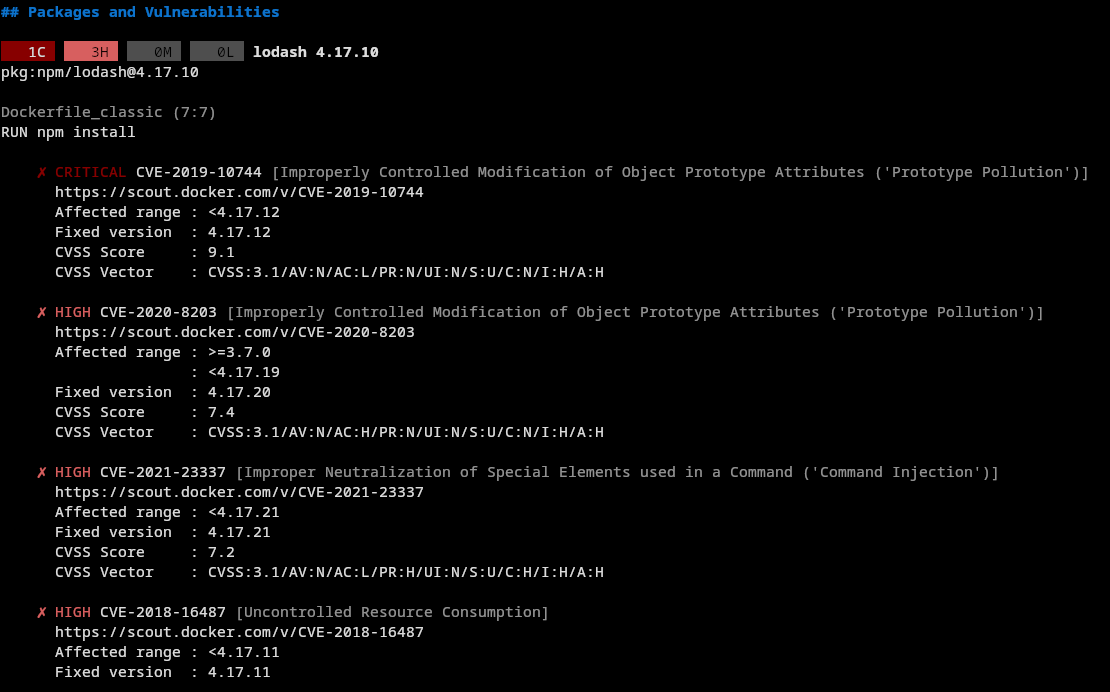 ## Packages and Vulnerabilities
1C 3H 0M 0L lodash 4.17.10
pkg:npm/lodash@4.17.10
Dockerfile_classic (7:7)
RUN npm install
✗ CRITICAL CVE-2019-10744 [Improperly Controlled Modification of Object Prototype Attributes ('Prototype Pollution')]
https://scout.docker.com/v/CVE-2019-10744
Affected range : <4.17.12
Fixed version : 4.17.12
CVSS Score : 9.1
CVSS Vector : CVSS:3.1/AV:N/AC:L/PR:N/UI:N/S:U/C:N/I:H/A:H
✗ HIGH CVE-2020-8203 [Improperly Controlled Modification of Object Prototype Attributes ('Prototype Pollution')]
https://scout.docker.com/v/CVE-2020-8203
Affected range : >=3.7.0
: <4.17.19
Fixed version : 4.17.20
CVSS Score : 7.4
CVSS Vector : CVSS:3.1/AV:N/AC:H/PR:N/UI:N/S:U/C:N/I:H/A:H
✗ HIGH CVE-2021-23337 [Improper Neutralization of Special Elements used in a Command ('Command Injection')]
https://scout.docker.com/v/CVE-2021-23337
Affected range : <4.17.21
Fixed version : 4.17.21
CVSS Score : 7.2
CVSS Vector : CVSS:3.1/AV:N/AC:L/PR:H/UI:N/S:U/C:H/I:H/A:H
✗ HIGH CVE-2018-16487 [Uncontrolled Resource Consumption]
https://scout.docker.com/v/CVE-2018-16487
Affected range : <4.17.11
Fixed version : 4.17.11